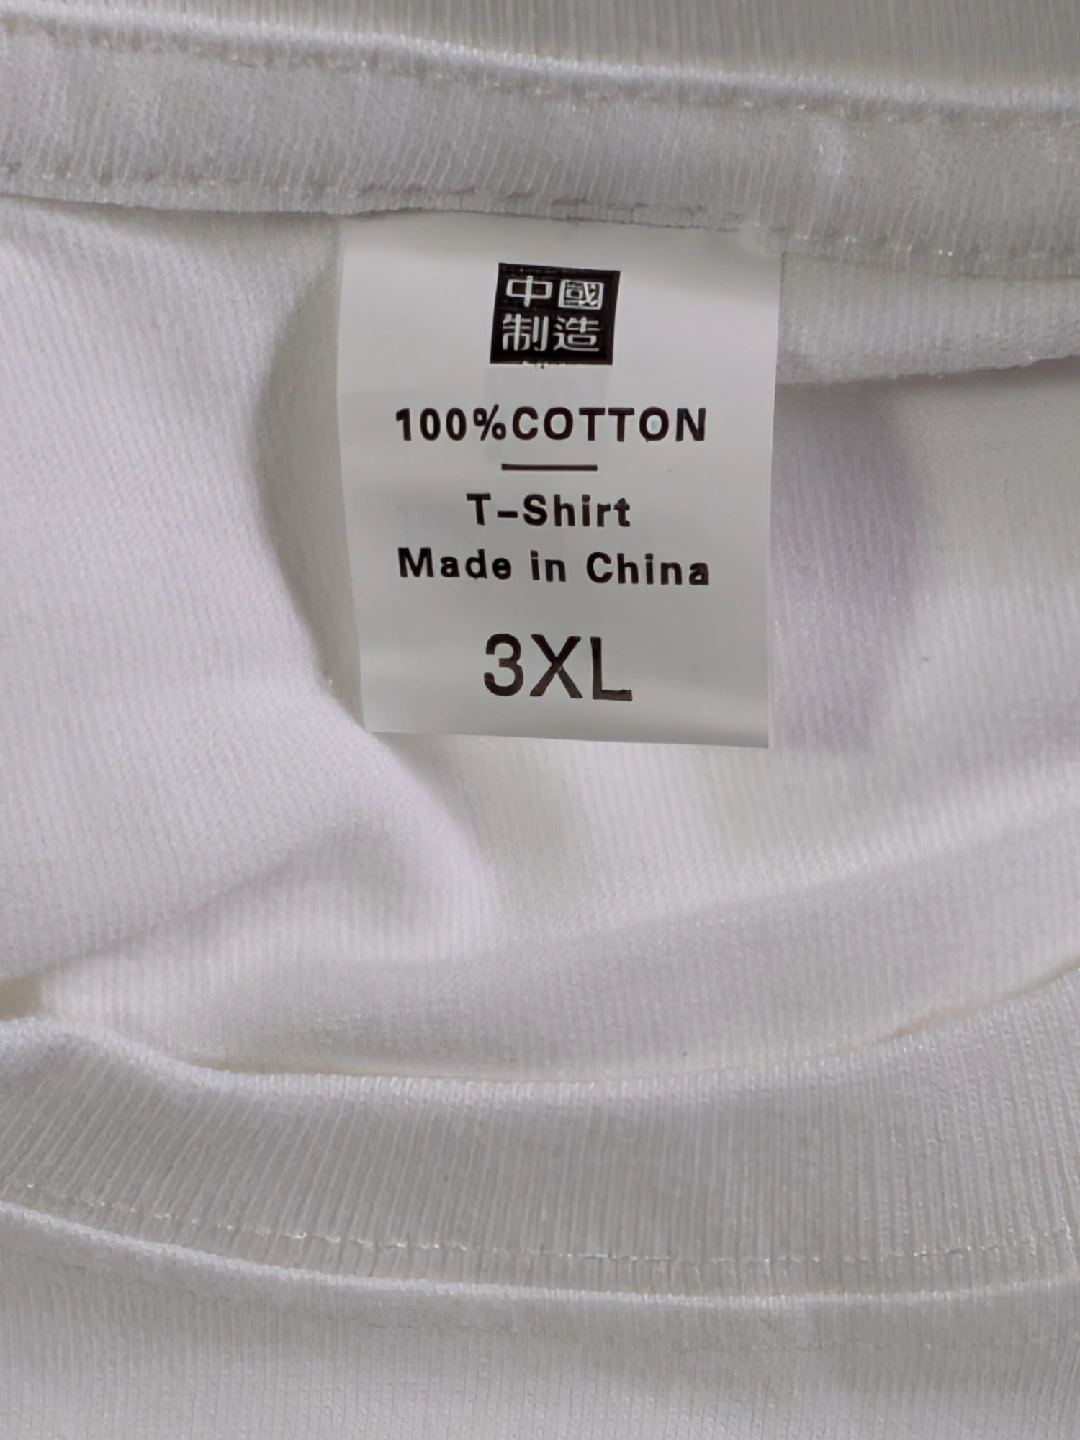 中國
制造
100%COTTON
T-Shirt
Made in China
3XL